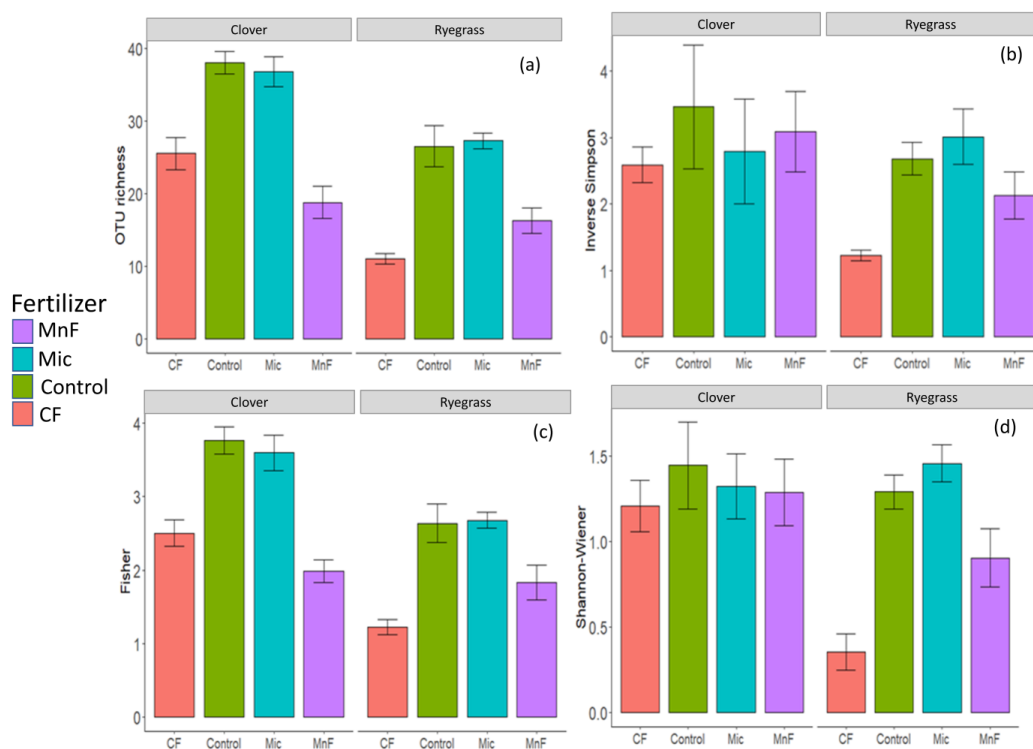 Clover Ryegrass
(a)
OTU richness
40
30
20
10
0
CF Control Mic MnF CF Control Mic MnF
Clover Ryegrass
(b)
Inverse Simpson
4
3
2
1
0
CF Control Mic MnF CF Control Mic MnF
Fertilizer
MnF
Mic
Control
CF
Clover Ryegrass
(c)
Fisher
4
3
2
1
0
CF Control Mic MnF CF Control Mic MnF
Clover Ryegrass
(d)
Shannon-Wiener
1.5
1.0
0.5
0.0
CF Control Mic MnF CF Control Mic MnF